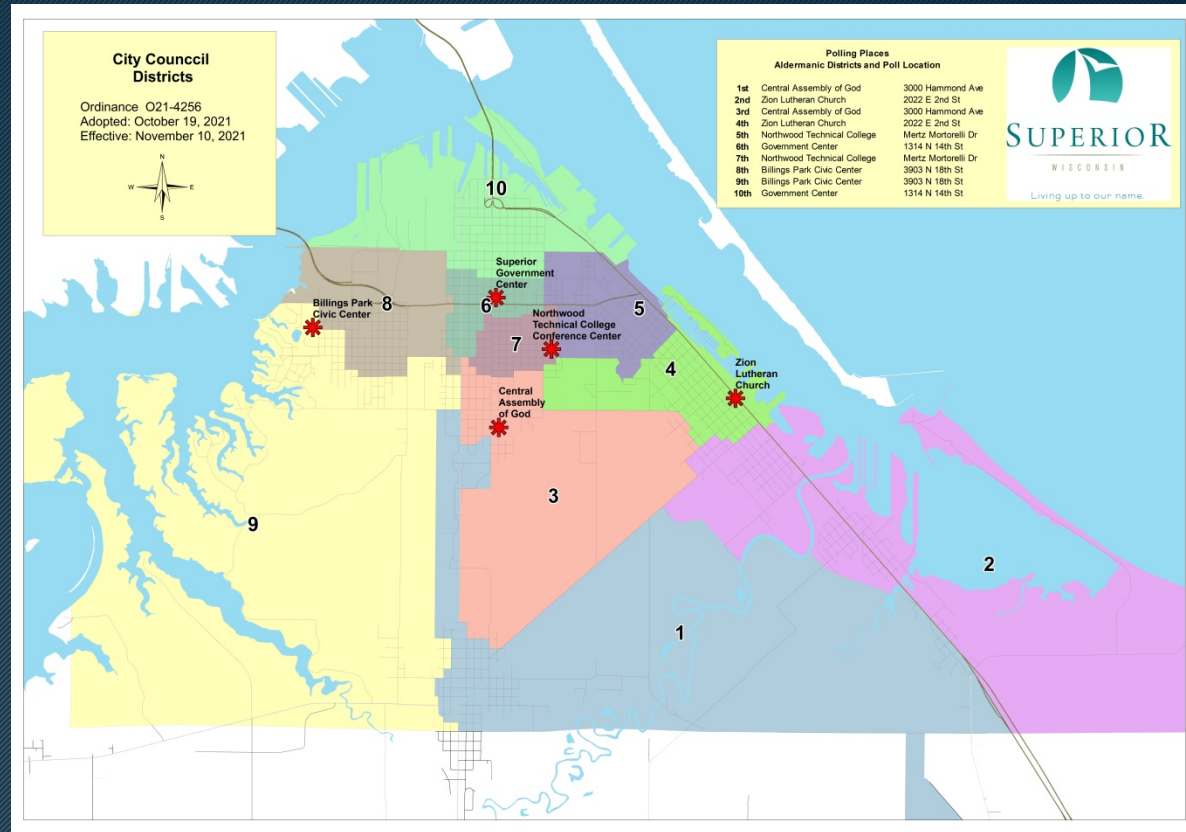 City Counccil
Districts
Ordinance O21-4256
Adopted: October 19, 2021
Effective: November 10, 2021
N
W E
S
Polling Places
Aldermanic Districts and Poll Location
1st Central Assembly of God 3000 Hammond Ave
2nd Zion Lutheran Church 2022 E 2nd St
3rd Central Assembly of God 3000 Hammond Ave
4th Zion Lutheran Church 2022 E 2nd St
5th Northwood Technical College Mertz Mortorelli Dr
6th Government Center 1314 N 14th St
7th Northwood Technical College Mertz Mortorelli Dr
8th Billings Park Civic Center 3903 N 18th St
9th Billings Park Civic Center 3903 N 18th St
10th Government Center 1314 N 14th St
SUPERIOR
WISCONSIN
Living up to our name.
10
Superior
Government
Center
8
Billings Park
Civic Center
6
5
Northwood
Technical College
Conference Center
7
4
Zion
Lutheran
Church
Central
Assembly
of God
3
9
2
1